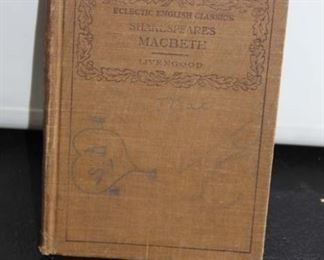 ECLECTIC ENGLISH CLASSICS
SHAKESPEARE'S
MACBETH
LIVENGOOD